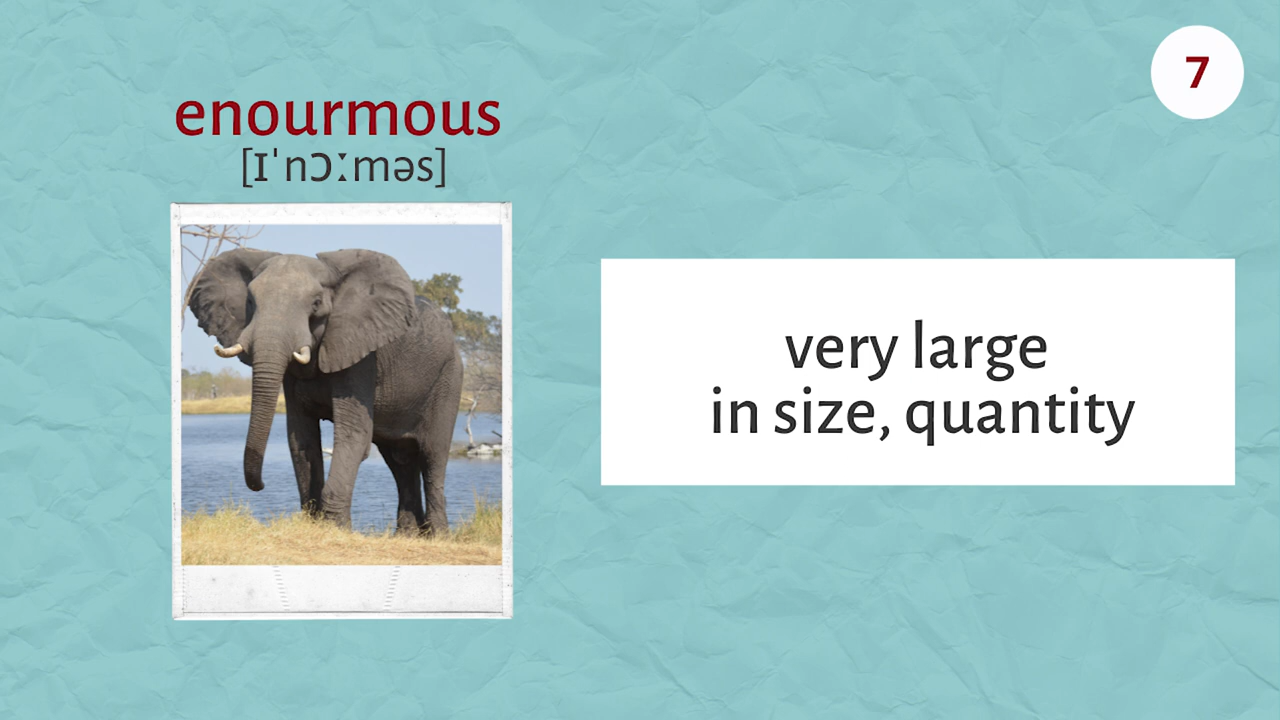 7
enourmous
[ɪˈnɔːməs]
very large
in size, quantity